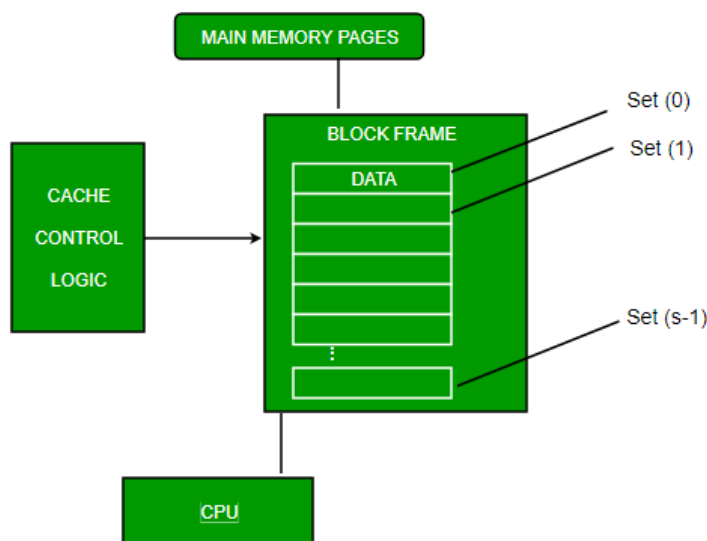 MAIN MEMORY PAGES
Set (0)
BLOCK FRAME
Set (1)
DATA
CACHE
CONTROL
LOGIC
Set (s-1)
CPU